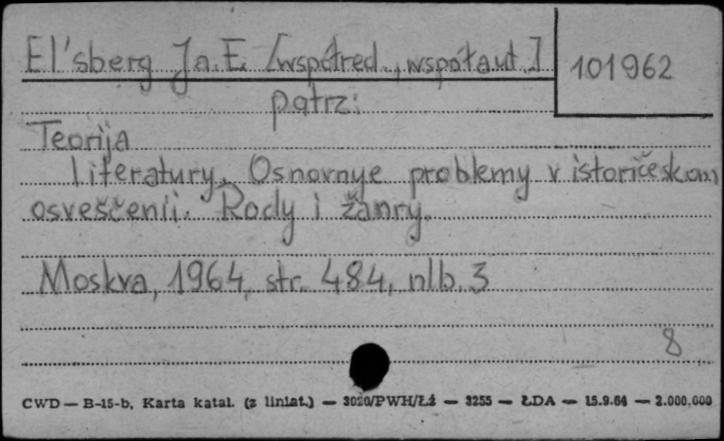 El'sberg Ja. E. [współred., współaut.]
101962
patrz:
Teorija
literatury. Osnovnye problemy v istoričeskom
osveščenii. Rody i žanry.
Moskva, 1964, str. 484, nlb. 3
8
CWD — B-15-b, Karta katal. (z liniat.) — 3020/PWH/Łź — 3255 — ŁDA — 15.9.64 — 2.000.000